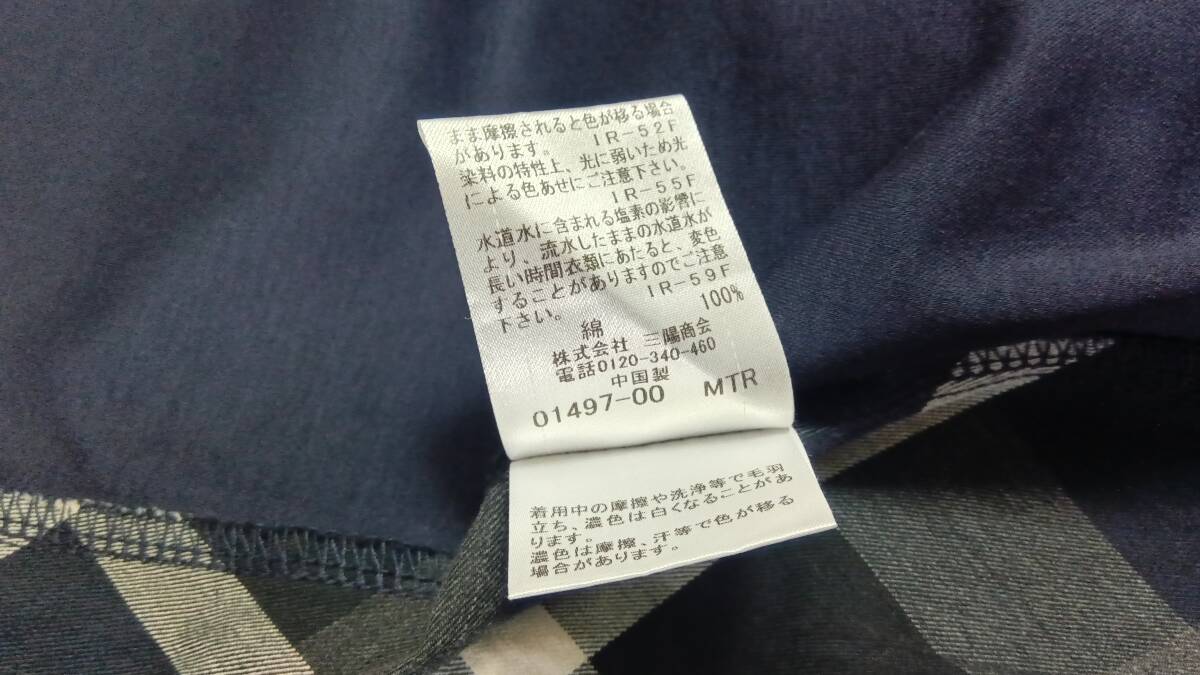 まま摩擦されると色が移る場合
があります。 IR-52F
染料の特性上、光に弱いため光
による色あせにご注意下さい。
IR-55F
水道水に含まれる塩素の影響に
より、流水したままの水道水が
長い時間衣類にあたると、変色
することがありますのでご注意
下さい。 IR-59F
綿 100%
株式会社 三陽商会
電話0120-340-460
中国製
01497-00 MTR
着用中の摩擦や洗浄等で毛羽
立ち、濃色は白くなることがあ
ります。
濃色は摩擦、汗等で色が移る
場合があります。